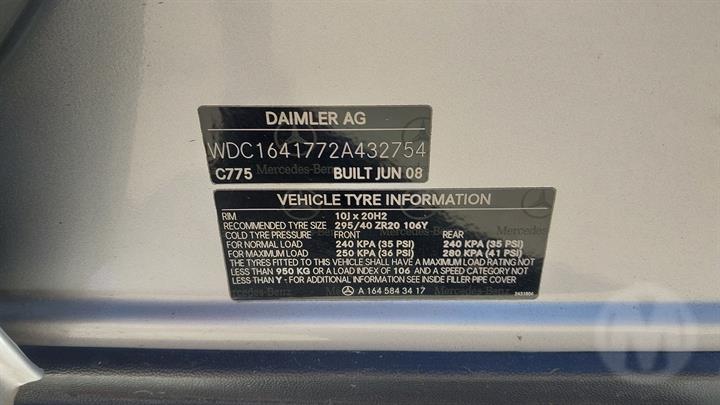 DAIMLER AG
WDC1641772A432754
C775 Mercedes-Benz BUILT JUN 08
VEHICLE TYRE INFORMATION
RIM 10J x 20H2
RECOMMENDED TYRE SIZE 295/40 ZR20 106Y
COLD TYRE PRESSURE FRONT REAR
FOR NORMAL LOAD 240 KPA (35 PSI) 240 KPA (35 PSI)
FOR MAXIMUM LOAD 250 KPA (36 PSI) 280 KPA (41 PSI)
THE TYRES FITTED TO THIS VEHICLE SHALL HAVE A MAXIMUM LOAD RATING NOT
LESS THAN 950 KG OR A LOAD INDEX OF 106 AND A SPEED CATEGORY NOT
LESS THAN Y - FOR ADDITIONAL INFORMATION SEE INSIDE FILLER PIPE COVER
A 164 584 34 17